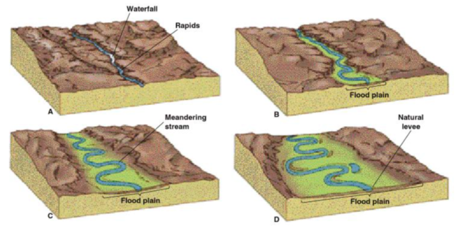 Waterfall
Rapids
A
Flood plain
B
Meandering
stream
Flood plain
C
Natural
levee
Flood plain
D